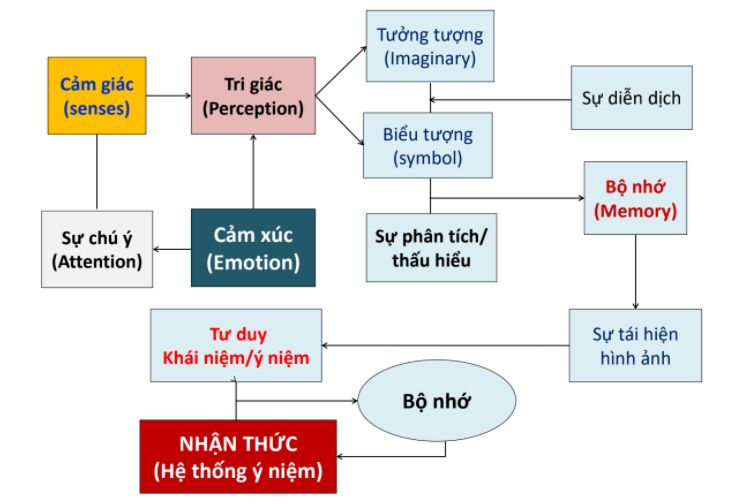 Tưởng tượng
(Imaginary)
Cảm giác
(senses)
Tri giác
(Perception)
Sự diễn dịch
Biểu tượng
(symbol)
Bộ nhớ
(Memory)
Sự chú ý
(Attention)
Cảm xúc
(Emotion)
Sự phân tích/
thấu hiểu
Tư duy
Khái niệm/ý niệm
Sự tái hiện
hình ảnh
Bộ nhớ
NHẬN THỨC
(Hệ thống ý niệm)